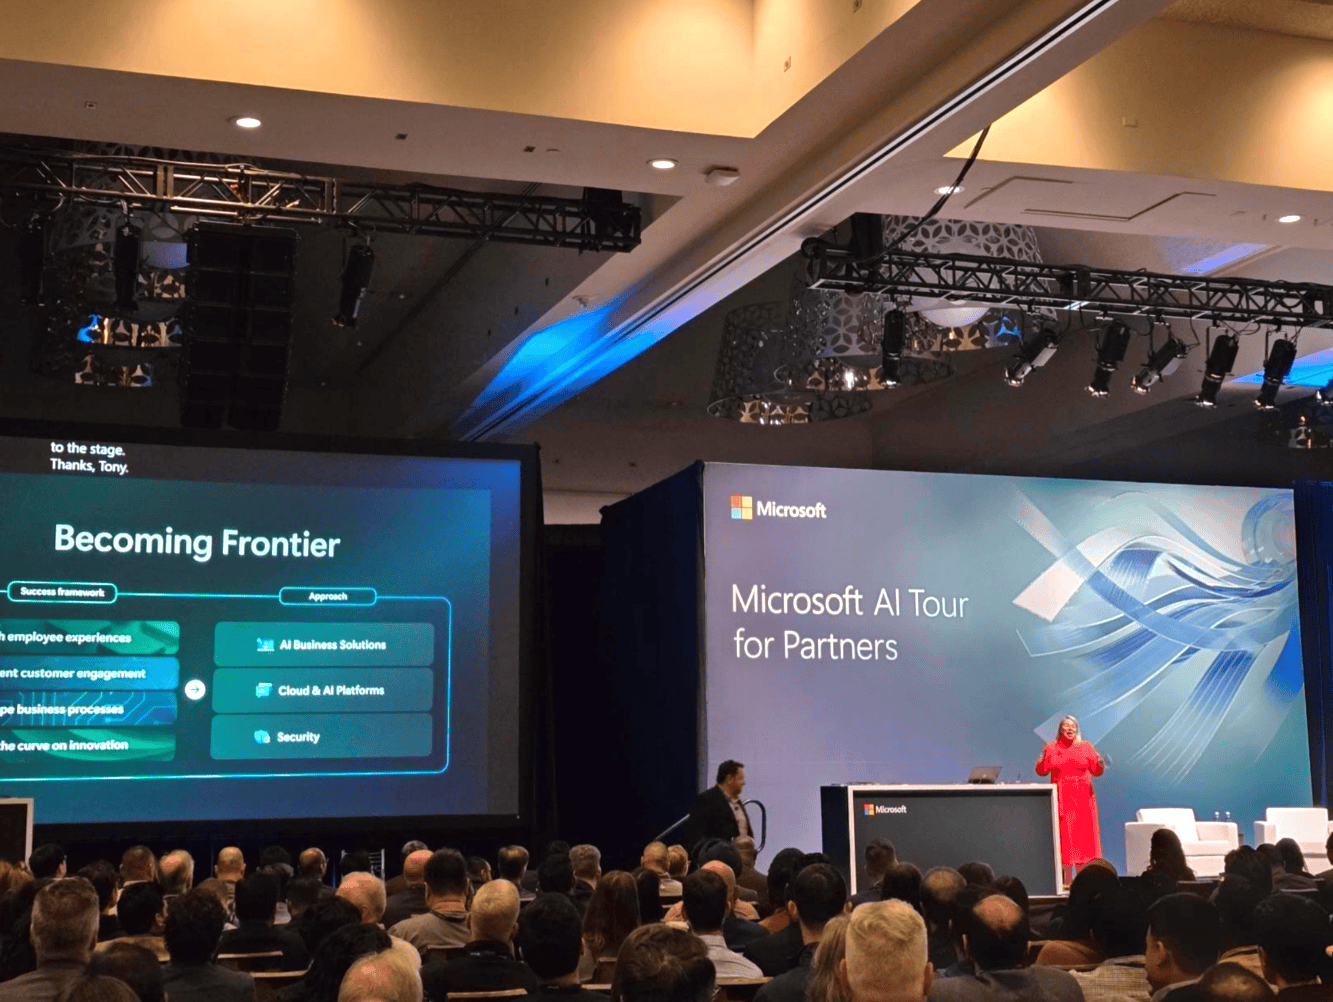 to the stage.
Thanks, Tony.
Becoming Frontier
Success framework
Approach
employee experiences
customer engagement
business processes
curve on innovation
AI Business Solutions
Cloud & AI Platforms
Security
Microsoft
Microsoft AI Tour
for Partners
Microsoft